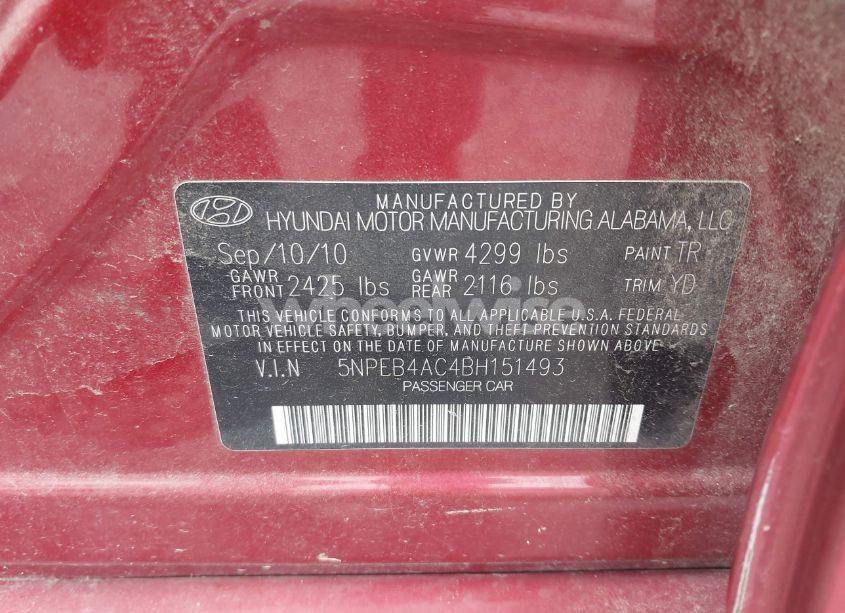 MANUFACTURED BY
HYUNDAI MOTOR MANUFACTURING ALABAMA, LLC
Sep/10/10 GVWR 4299 lbs PAINT TR
GAWR FRONT 2425 lbs GAWR REAR 2116 lbs TRIM YD
wheelwise
THIS VEHICLE CONFORMS TO ALL APPLICABLE U.S.A. FEDERAL
MOTOR VEHICLE SAFETY, BUMPER, AND THEFT PREVENTION STANDARDS
IN EFFECT ON THE DATE OF MANUFACTURE SHOWN ABOVE
V.I.N 5NPEB4AC4BH151493
PASSENGER CAR